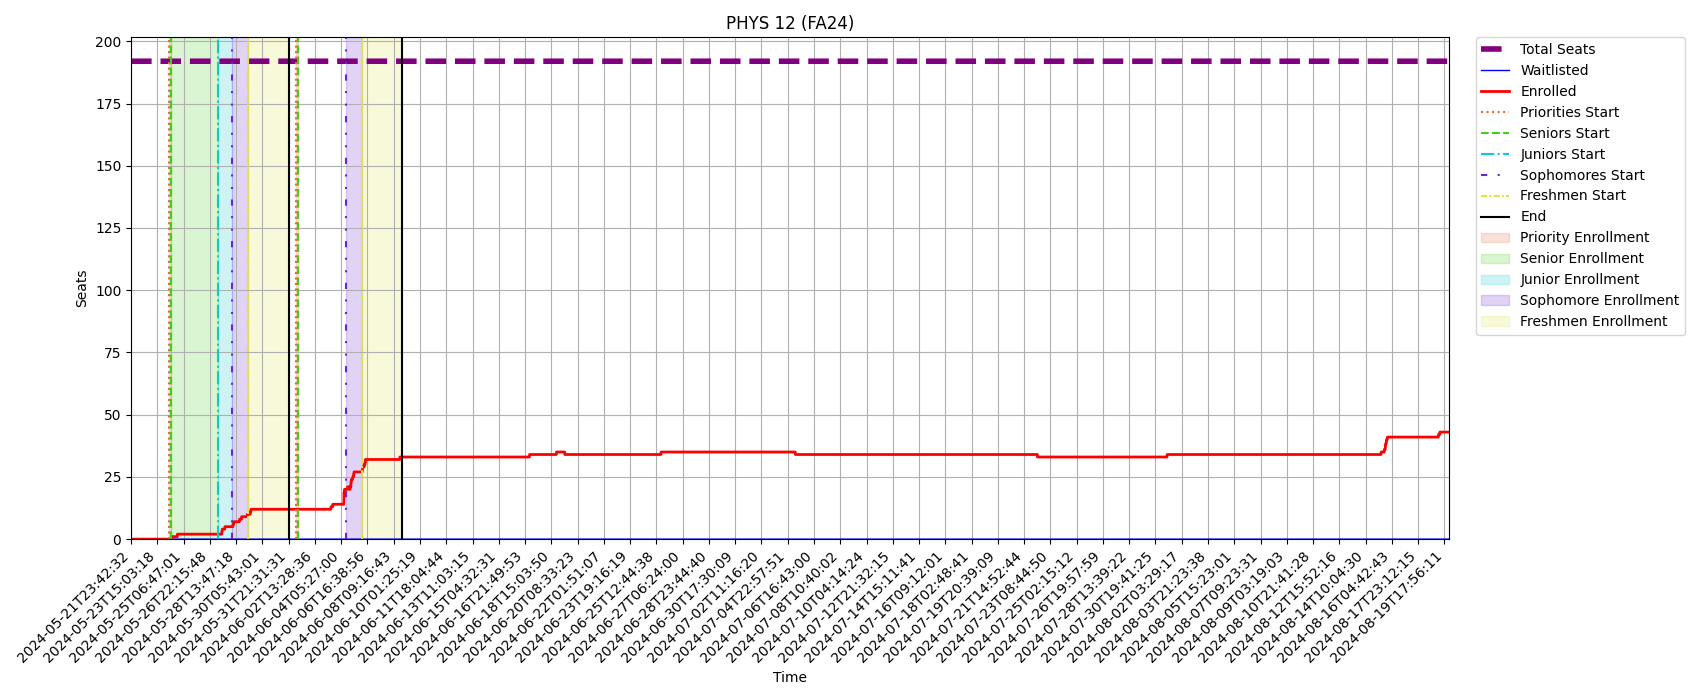 PHYS 12 (FA24)
Seats
200
175
150
125
100
75
50
25
0
2024-05-21T23:42:32
2024-05-23T15:03:18
2024-05-25T06:47:01
2024-05-26T22:15:48
2024-05-28T13:47:18
2024-05-30T05:43:01
2024-05-31T21:31:31
2024-06-02T13:28:36
2024-06-04T05:27:00
2024-06-06T16:38:56
2024-06-08T09:16:43
2024-06-10T01:25:19
2024-06-11T18:04:44
2024-06-13T11:03:15
2024-06-15T04:32:31
2024-06-16T21:49:53
2024-06-18T15:03:50
2024-06-20T08:33:23
2024-06-22T01:51:07
2024-06-23T19:16:19
2024-06-25T12:44:38
2024-06-27T06:24:00
2024-06-28T23:44:40
2024-06-30T17:30:09
2024-07-02T11:16:20
2024-07-04T22:57:51
2024-07-06T16:43:00
2024-07-08T10:40:02
2024-07-10T04:14:24
2024-07-12T21:32:15
2024-07-14T15:11:41
2024-07-16T09:12:01
2024-07-18T02:48:41
2024-07-19T20:39:09
2024-07-21T14:52:44
2024-07-23T08:44:50
2024-07-25T02:15:12
2024-07-26T19:57:59
2024-07-28T13:39:22
2024-07-30T19:41:25
2024-08-02T03:29:17
2024-08-03T21:23:38
2024-08-05T15:23:01
2024-08-07T09:23:31
2024-08-09T03:19:03
2024-08-10T21:41:28
2024-08-12T15:52:16
2024-08-14T10:04:30
2024-08-16T04:42:43
2024-08-17T23:12:15
2024-08-19T17:56:11
Time
Total Seats
Waitlisted
Enrolled
Priorities Start
Seniors Start
Juniors Start
Sophomores Start
Freshmen Start
End
Priority Enrollment
Senior Enrollment
Junior Enrollment
Sophomore Enrollment
Freshmen Enrollment